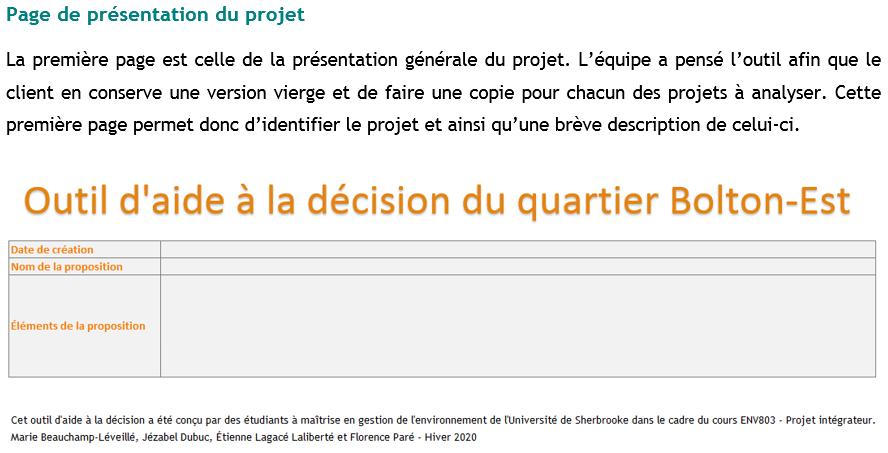 Page de présentation du projet
La première page est celle de la présentation générale du projet. L’équipe a pensé l’outil afin que le
client en conserve une version vierge et de faire une copie pour chacun des projets à analyser. Cette
première page permet donc d’identifier le projet et ainsi qu’une brève description de celui-ci.
Outil d'aide à la décision du quartier Bolton-Est
Date de création
Nom de la proposition
Éléments de la proposition
Cet outil d'aide à la décision a été conçu par des étudiants à maîtrise en gestion de l'environnement de l'Université de Sherbrooke dans le cadre du cours ENV803 - Projet intégrateur.
Marie Beauchamp-Léveillé, Jézabel Dubuc, Étienne Lagacé Laliberté et Florence Paré - Hiver 2020